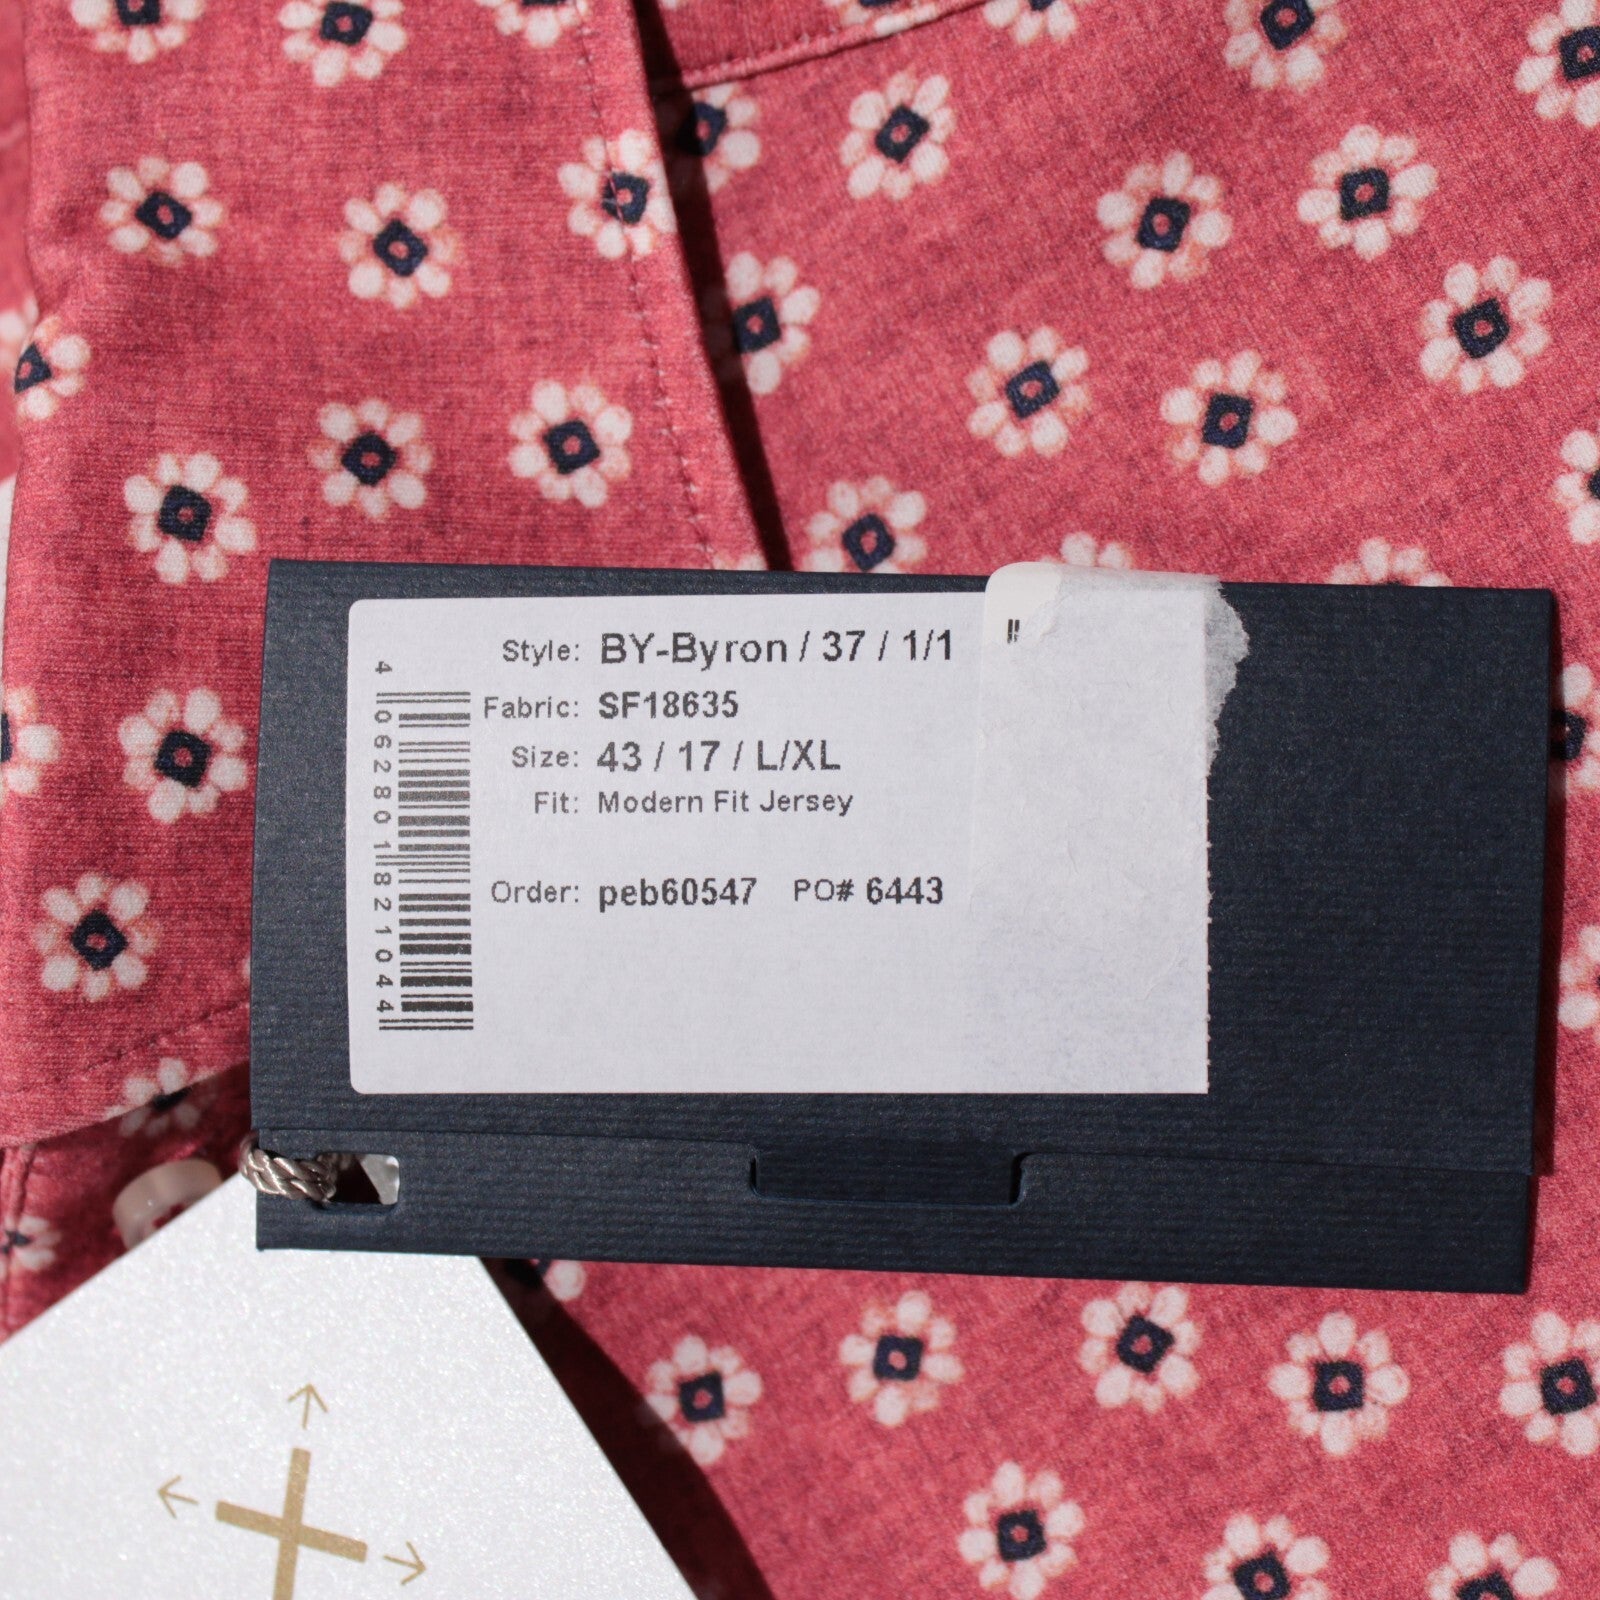 Style: BY-Byron / 37 / 1/1
Fabric: SF18635
Size: 43 / 17 / L/XL
Fit: Modern Fit Jersey
Order: peb60547 PO# 6443
4 062801 821044